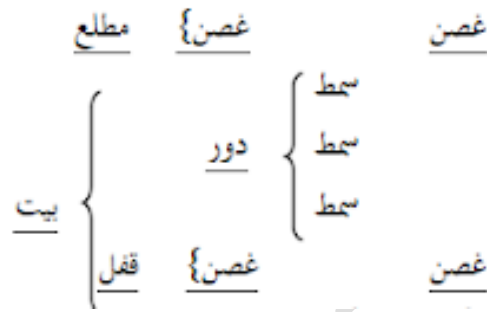 غصن غصن} مطلع
سمط
دور { سمط
سمط
بيت {
غصن غصن} قفل